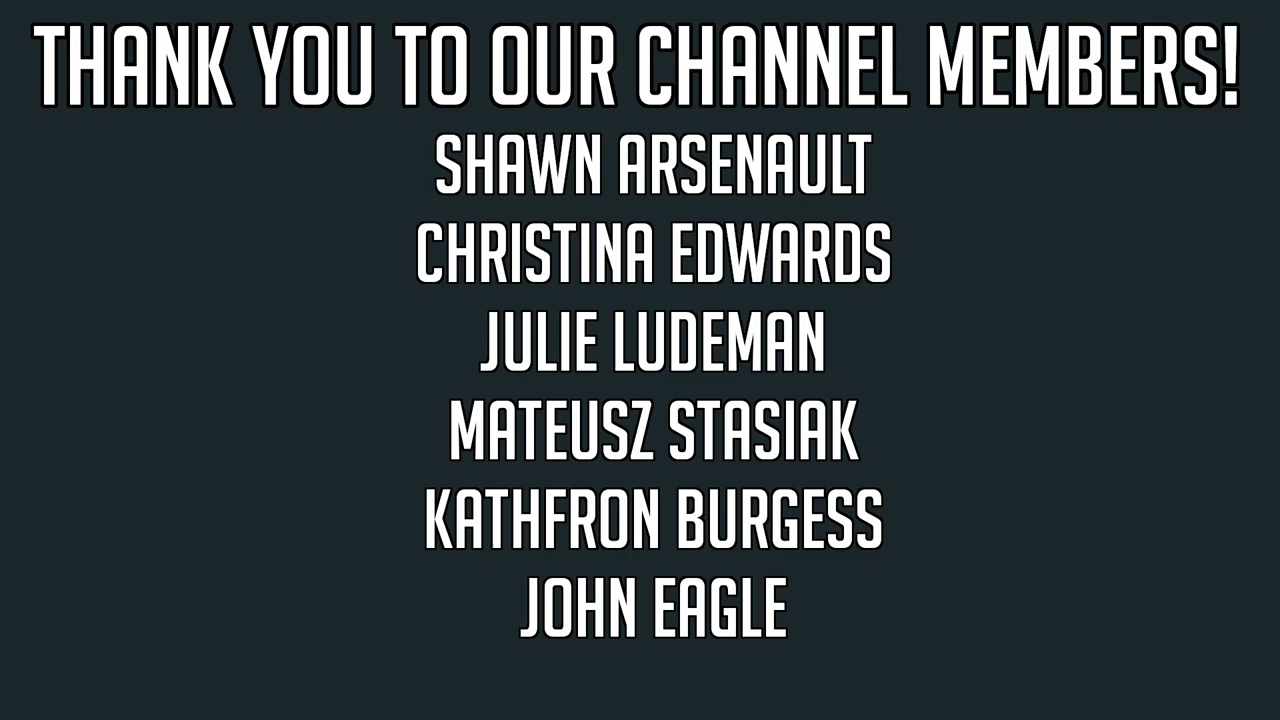 THANK YOU TO OUR CHANNEL MEMBERS!
SHAWN ARSENAULT
CHRISTINA EDWARDS
JULIE LUDEMAN
MATEUSZ STASIAK
KATHFRON BURGESS
JOHN EAGLE